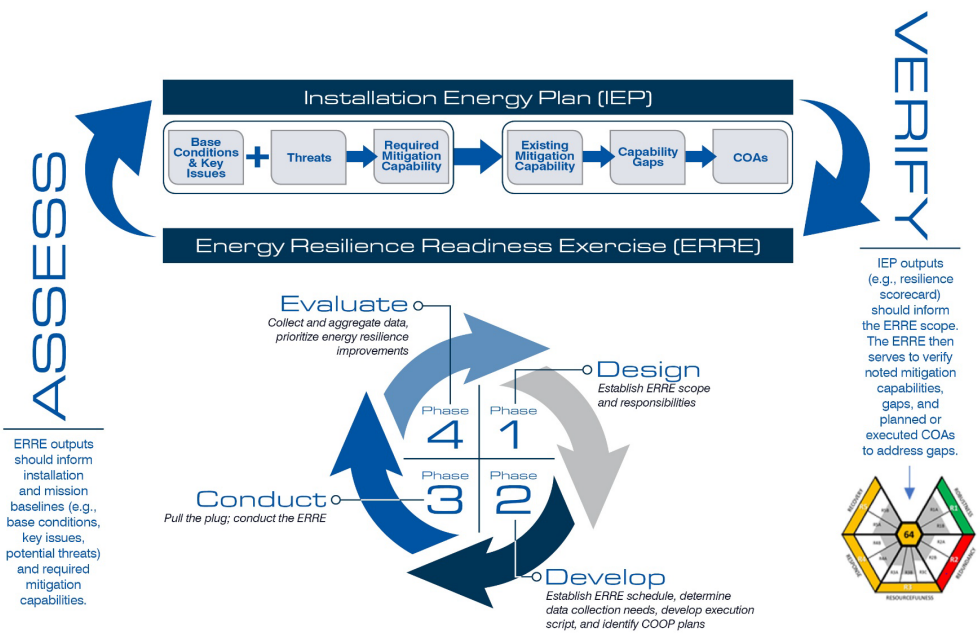 VERIFY
Installation Energy Plan (IEP)
Base
Conditions
& Key
Issues
Threats
Required
Mitigation
Capability
Existing
Mitigation
Capability
Capability
Gaps
COAs
Energy Resilience Readiness Exercise (ERRE)
ASSESS
ERRE outputs
should inform
installation
and mission
baselines (e.g.,
base conditions,
key issues,
potential threats)
and required
mitigation
capabilities.
IEP outputs
(e.g., resilience
scorecard)
should inform
the ERRE scope.
The ERRE then
serves to verify
noted mitigation
capabilities,
gaps, and
planned or
executed COAs
to address gaps.
Evaluate
Collect and aggregate data,
prioritize energy resilience
improvements
Design
Establish ERRE scope
and responsibilities
Phase
4
Phase
1
Phase
3
Phase
2
Conduct
Pull the plug; conduct the ERRE
Develop
Establish ERRE schedule, determine
data collection needs, develop execution
script, and identify COOP plans
RECOVERY
ROBUSTNESS
R1
64
R2
REDUNDANCY
RESPONSE
R3
RESOURCEFULNESS